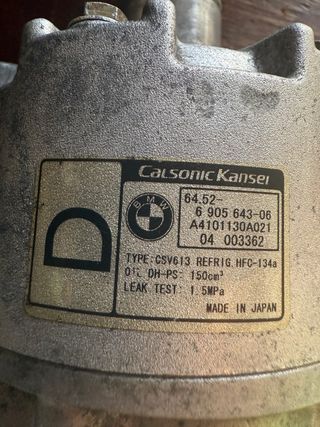 Calsonic Kansei
D
BMW
64.52-
6 905 643-06
A4101130A021
04 003362
TYPE:CSV613 REFRIG.HFC-134a
OIL DH-PS: 150cm³
LEAK TEST: 1.5MPa
MADE IN JAPAN